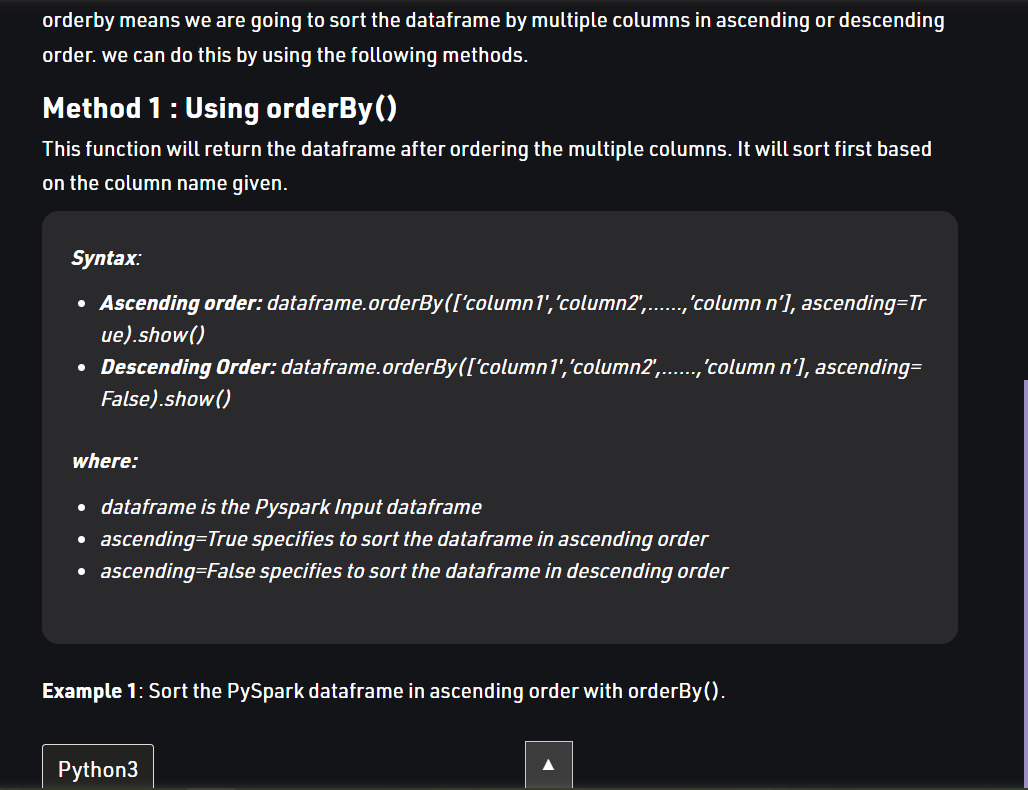 orderby means we are going to sort the dataframe by multiple columns in ascending or descending
order. we can do this by using the following methods.
Method 1 : Using orderBy()
This function will return the dataframe after ordering the multiple columns. It will sort first based
on the column name given.
Syntax:
• Ascending order: dataframe.orderBy(['column1′,'column2′,……,'column n'], ascending=Tr
ue).show()
• Descending Order: dataframe.orderBy(['column1′,'column2′,……,'column n'], ascending=
False).show()
where:
• dataframe is the Pyspark Input dataframe
• ascending=True specifies to sort the dataframe in ascending order
• ascending=False specifies to sort the dataframe in descending order
Example 1: Sort the PySpark dataframe in ascending order with orderBy().
Python3
▲